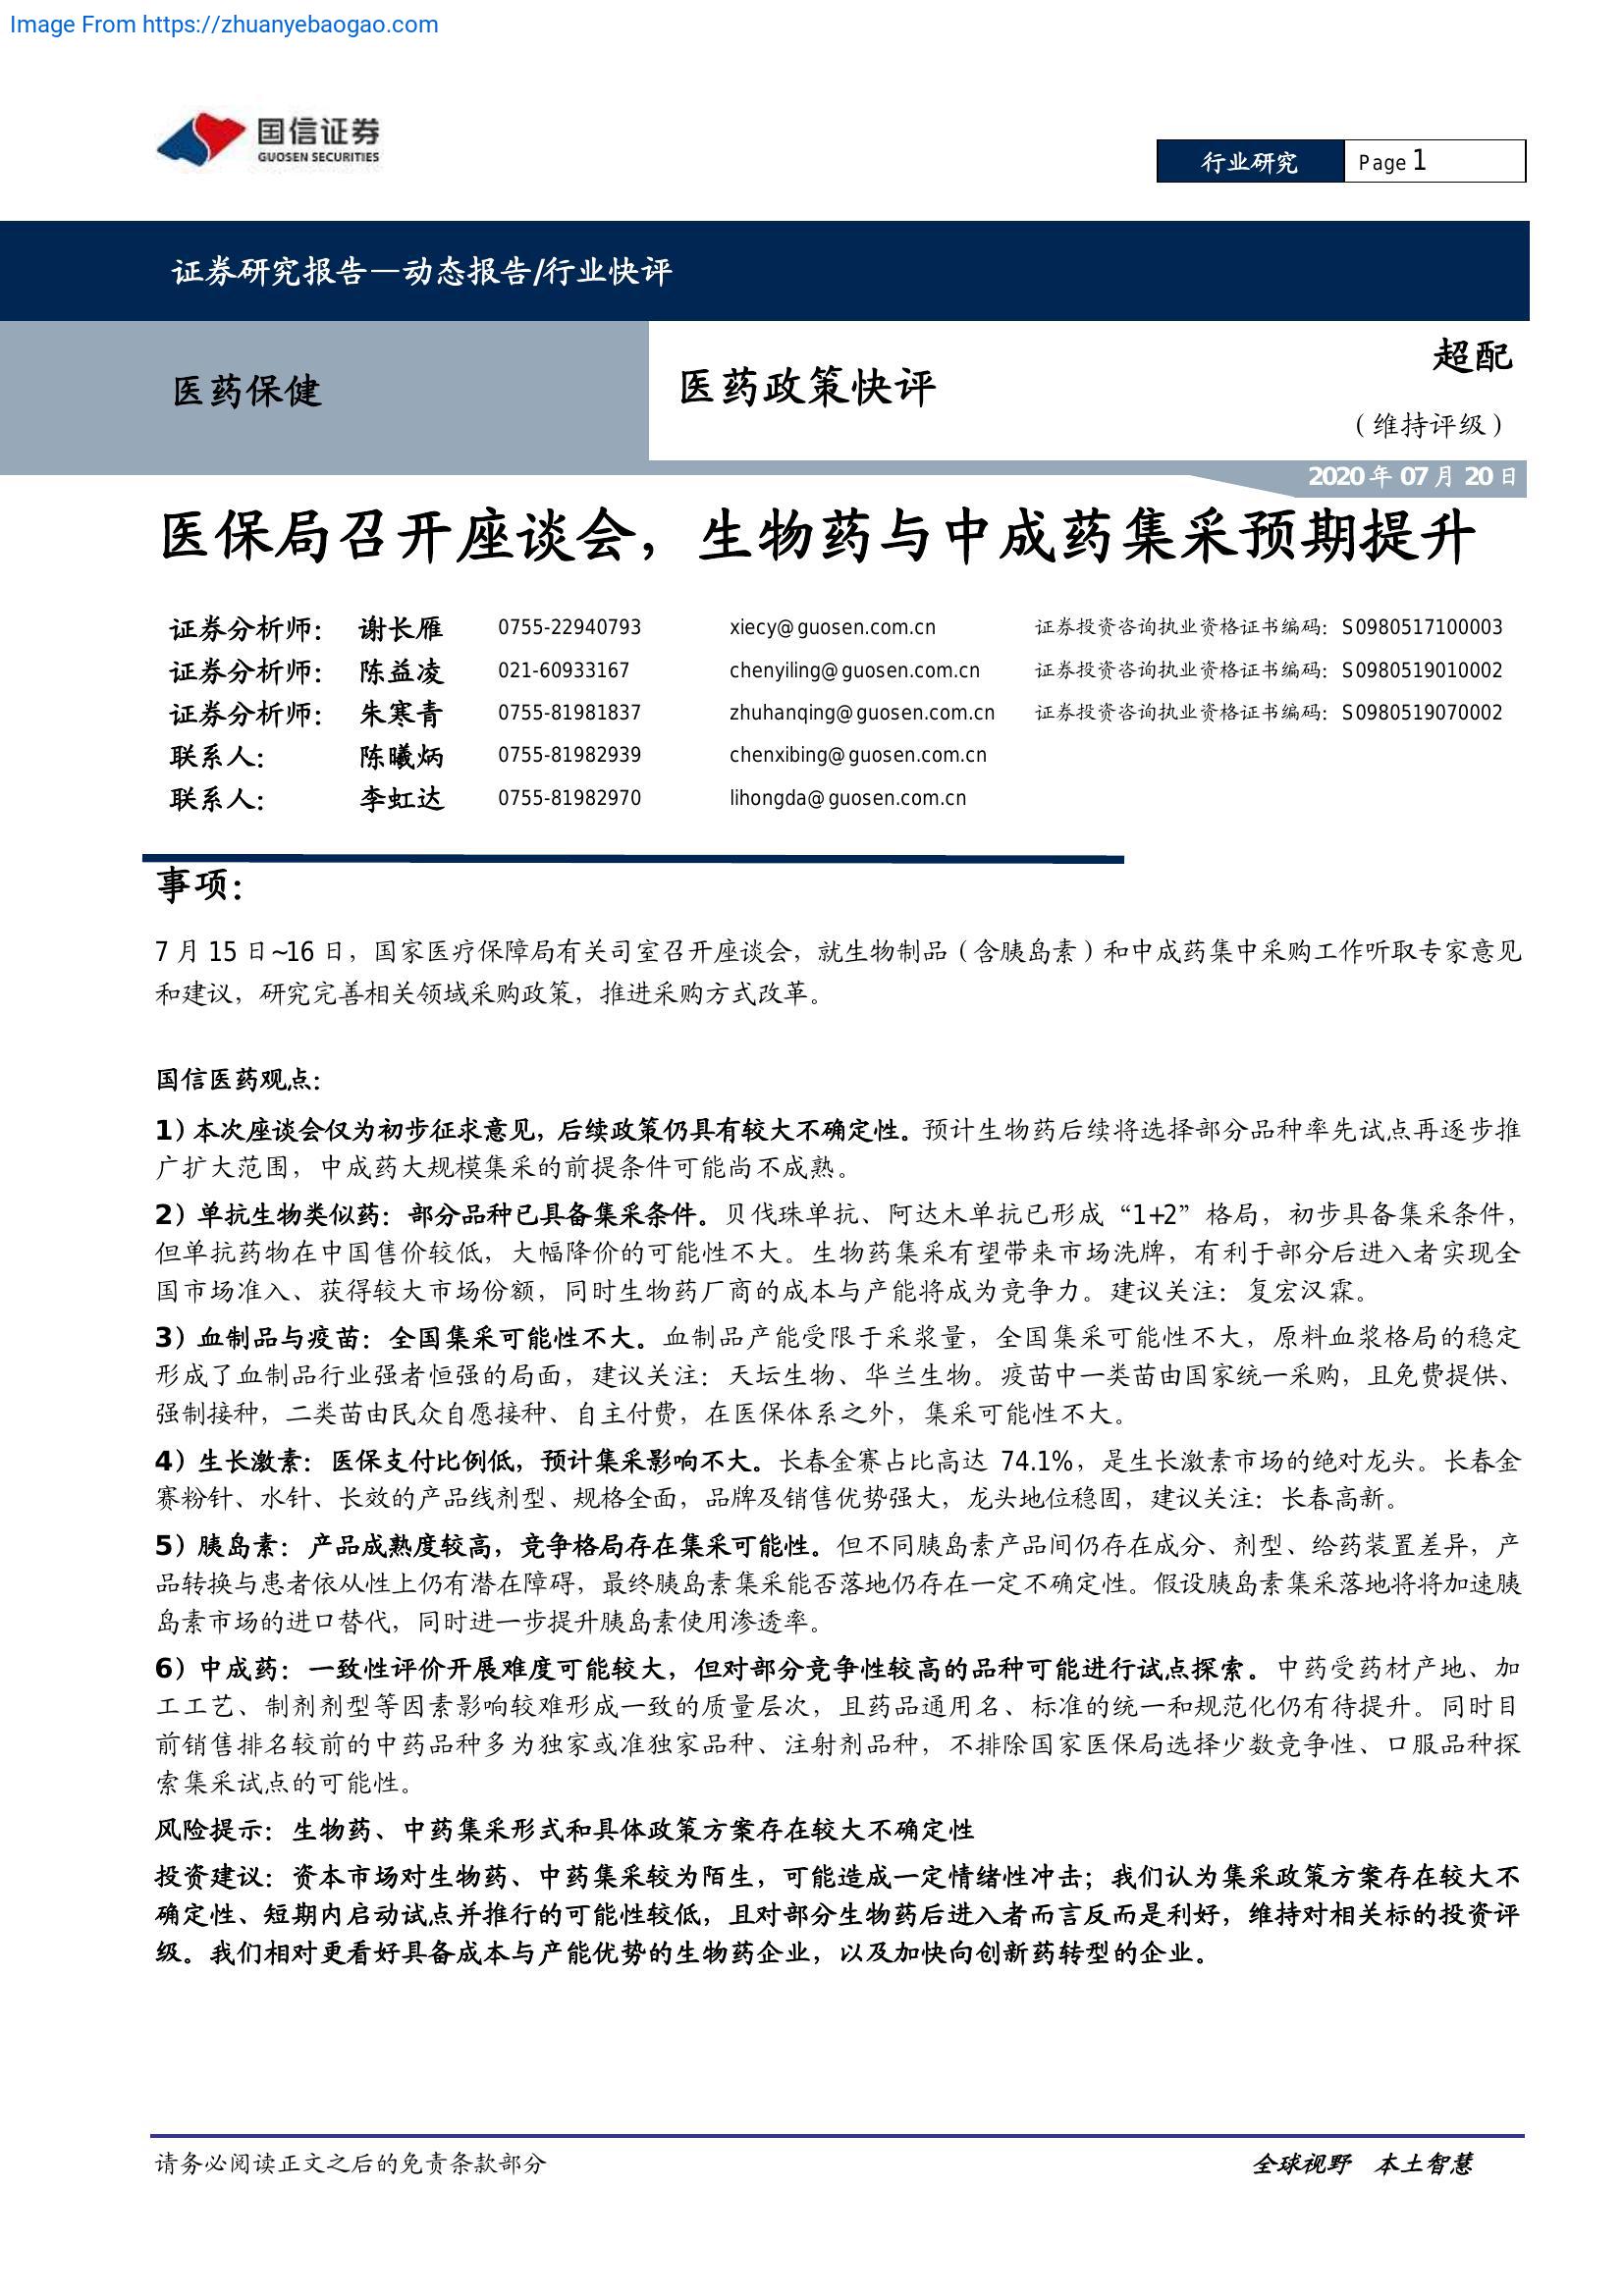 Image From https://zhuanyebaogao.com
国信证券
GUOSEN SECURITIES
行业研究 Page 1
证券研究报告—动态报告/行业快评
医药保健
医药政策快评
超配
（维持评级）
2020 年 07 月 20 日
医保局召开座谈会，生物药与中成药集采预期提升
证券分析师： 谢长雁 0755-22940793 xiecy@guosen.com.cn 证券投资咨询执业资格证书编码：S0980517100003
证券分析师： 陈益凌 021-60933167 chenyiling@guosen.com.cn 证券投资咨询执业资格证书编码：S0980519010002
证券分析师： 朱寒青 0755-81981837 zhuhanqing@guosen.com.cn 证券投资咨询执业资格证书编码：S0980519070002
联系人： 陈曦炳 0755-81982939 chenxibing@guosen.com.cn
联系人： 李虹达 0755-81982970 lihongda@guosen.com.cn
事项：
7 月 15 日~16 日，国家医疗保障局有关司室召开座谈会，就生物制品（含胰岛素）和中成药集中采购工作听取专家意见
和建议，研究完善相关领域采购政策，推进采购方式改革。
国信医药观点：
1）本次座谈会仅为初步征求意见，后续政策仍具有较大不确定性。预计生物药后续将选择部分品种率先试点再逐步推
广扩大范围，中成药大规模集采的前提条件可能尚不成熟。
2）单抗生物类似药：部分品种已具备集采条件。贝伐珠单抗、阿达木单抗已形成“1+2”格局，初步具备集采条件，
但单抗药物在中国售价较低，大幅降价的可能性不大。生物药集采有望带来市场洗牌，有利于部分后进入者实现全
国市场准入、获得较大市场份额，同时生物药厂商的成本与产能将成为竞争力。建议关注：复宏汉霖。
3）血制品与疫苗：全国集采可能性不大。血制品产能受限于采浆量，全国集采可能性不大，原料血浆格局的稳定
形成了血制品行业强者恒强的局面，建议关注：天坛生物、华兰生物。疫苗中一类苗由国家统一采购，且免费提供、
强制接种，二类苗由民众自愿接种、自主付费，在医保体系之外，集采可能性不大。
4）生长激素：医保支付比例低，预计集采影响不大。长春金赛占比高达 74.1%，是生长激素市场的绝对龙头。长春金
赛粉针、水针、长效的产品线剂型、规格全面，品牌及销售优势强大，龙头地位稳固，建议关注：长春高新。
5）胰岛素：产品成熟度较高，竞争格局存在集采可能性。但不同胰岛素产品间仍存在成分、剂型、给药装置差异，产
品转换与患者依从性上仍有潜在障碍，最终胰岛素集采能否落地仍存在一定不确定性。假设胰岛素集采落地将将加速胰
岛素市场的进口替代，同时进一步提升胰岛素使用渗透率。
6）中成药：一致性评价开展难度可能较大，但对部分竞争性较高的品种可能进行试点探索。中药受药材产地、加
工工艺、制剂剂型等因素影响较难形成一致的质量层次，且药品通用名、标准的统一和规范化仍有待提升。同时目
前销售排名较前的中药品种多为独家或准独家品种、注射剂品种，不排除国家医保局选择少数竞争性、口服品种探
索集采试点的可能性。
风险提示：生物药、中药集采形式和具体政策方案存在较大不确定性
投资建议：资本市场对生物药、中药集采较为陌生，可能造成一定情绪性冲击；我们认为集采政策方案存在较大不
确定性、短期内启动试点并推行的可能性较低，且对部分生物药后进入者而言反而是利好，维持对相关标的投资评
级。我们相对更看好具备成本与产能优势的生物药企业，以及加快向创新药转型的企业。
请务必阅读正文之后的免责条款部分 全球视野 本土智慧